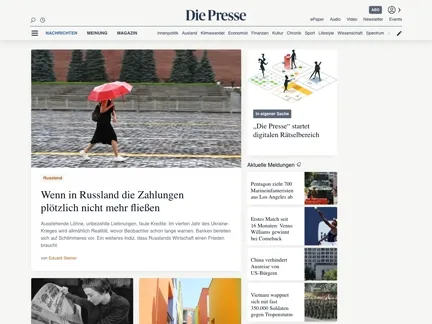 Die Presse
ABO
ePaper Audio Video Newsletter Events
NACHRICHTEN MEINUNG MAGAZIN
Innenpolitik Ausland Klimawandel Economist Finanzen Kultur Chronik Sport Lifestyle Wissenschaft Spectrum
Russland
Wenn in Russland die Zahlungen
plötzlich nicht mehr fließen
Ausstehende Löhne, unbezahlte Lieferungen, faule Kredite: Im vierten Jahr des Ukraine-
Krieges wird allmählich Realität, wovor Beobachter schon lange warnen. Banken bereiten
sich auf Schlimmeres vor. Ein weiteres Indiz, dass Russlands Wirtschaft einen Frieden
braucht.
von Eduard Steiner
In eigener Sache
„Die Presse“ startet
digitalen Rätselbereich
Aktuelle Meldungen
Pentagon zieht 700
Marineinfanteristen
aus Los Angeles ab
Erstes Match seit
16 Monaten: Venus
Williams gewinnt
bei Comeback
China verhindert
Ausreise von
US-Bürgern
Vietnam wappnet
sich mit fast
350.000 Soldaten
gegen Tropensturm